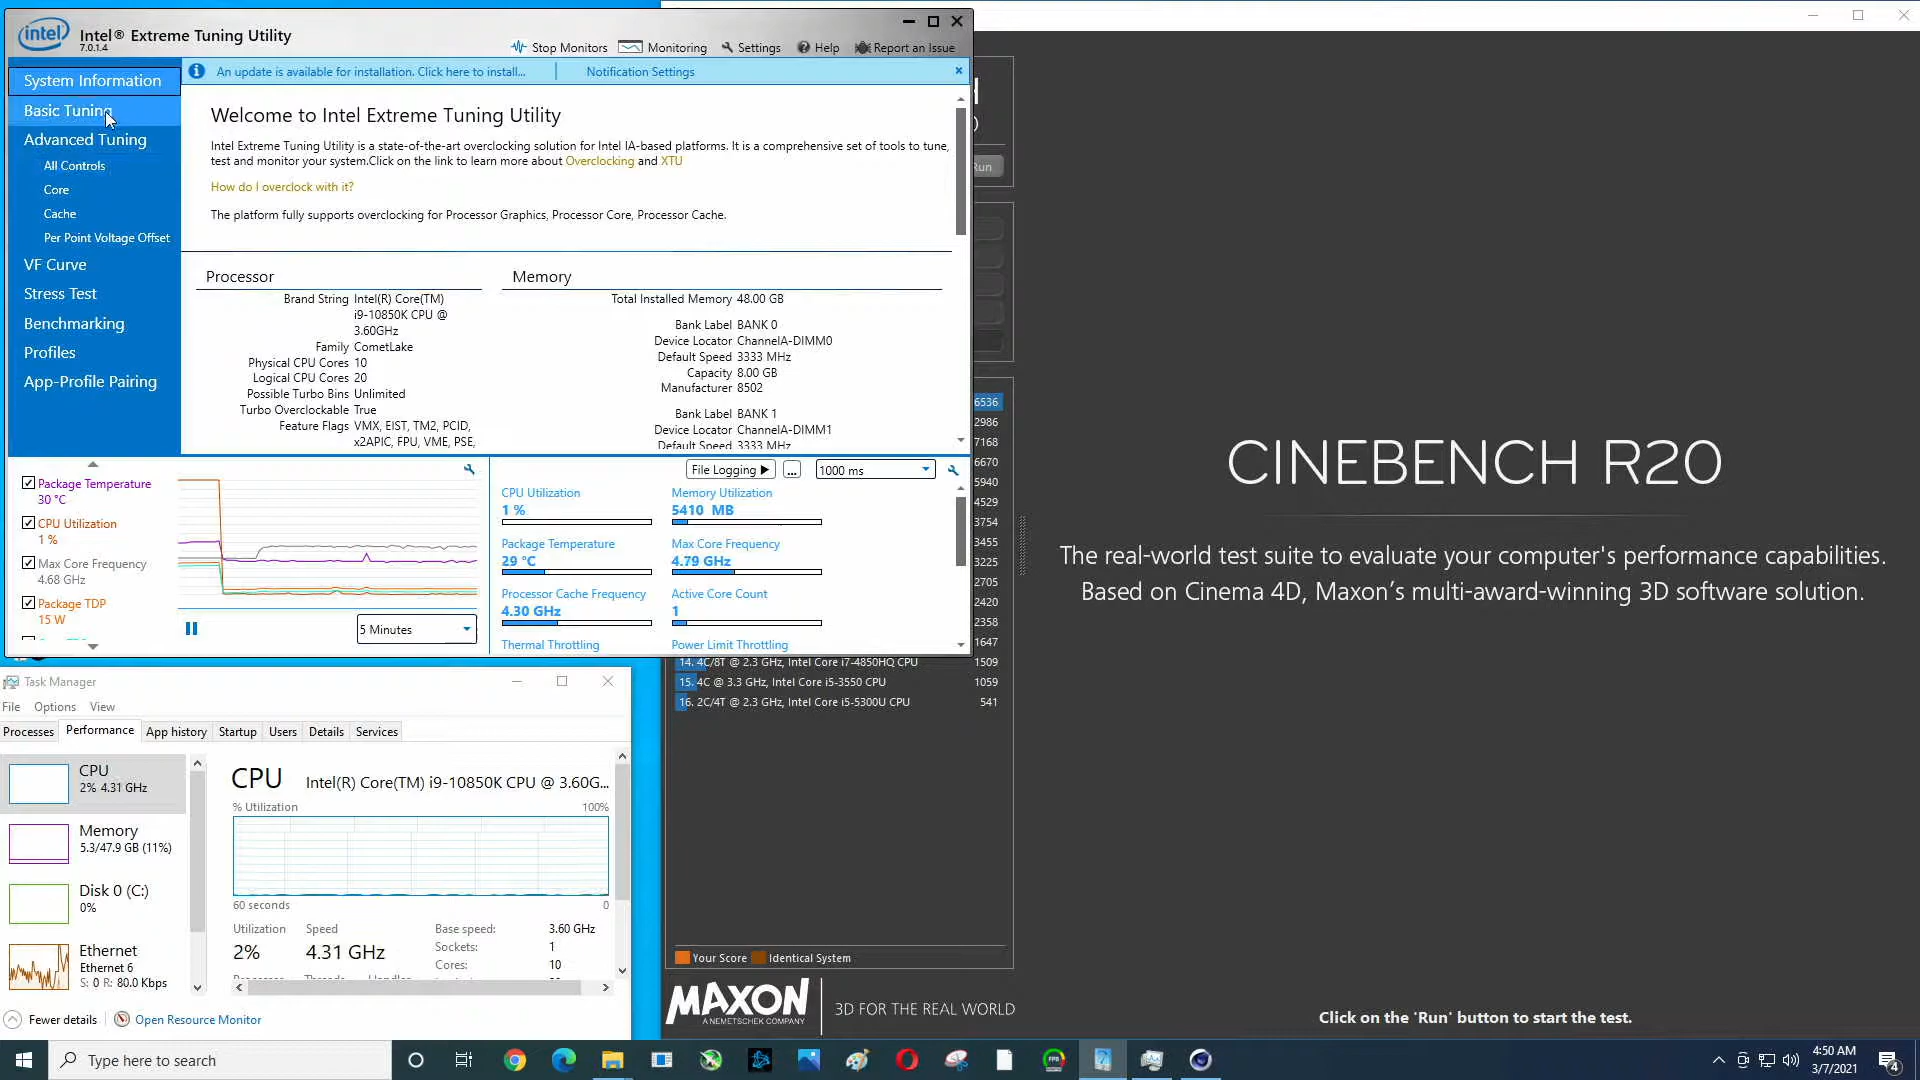 intel
Intel® Extreme Tuning Utility
7.0.1.4
Stop Monitors
Monitoring
Settings
Help
Report an Issue
An update is available for installation. Click here to install...
Notification Settings
System Information
Basic Tuning
Advanced Tuning
All Controls
Core
Cache
Per Point Voltage Offset
VF Curve
Stress Test
Benchmarking
Profiles
App-Profile Pairing
Welcome to Intel Extreme Tuning Utility
Intel Extreme Tuning Utility is a state-of-the-art overclocking solution for Intel IA-based platforms. It is a comprehensive set of tools to tune,
test and monitor your system.Click on the link to learn more about Overclocking and XTU
How do I overclock with it?
The platform fully supports overclocking for Processor Graphics, Processor Core, Processor Cache.
Processor
Brand String Intel(R) Core(TM)
i9-10850K CPU @
3.60GHz
Family CometLake
Physical CPU Cores 10
Logical CPU Cores 20
Possible Turbo Bins Unlimited
Turbo Overclockable True
Feature Flags VMX, EIST, TM2, PCID,
x2APIC, FPU, VME, PSE,
Memory
Total Installed Memory 48.00 GB
Bank Label BANK 0
Device Locator ChannelA-DIMM0
Default Speed 3333 MHz
Capacity 8.00 GB
Manufacturer 8502
Bank Label BANK 1
Device Locator ChannelA-DIMM1
Default Speed 3333 MHz
Package Temperature
30 °C
CPU Utilization
1 %
Max Core Frequency
4.68 GHz
Package TDP
15 W
5 Minutes
File Logging
...
1000 ms
CPU Utilization
1 %
Memory Utilization
5410 MB
Package Temperature
29 °C
Max Core Frequency
4.79 GHz
Processor Cache Frequency
4.30 GHz
Active Core Count
1
Thermal Throttling
Power Limit Throttling
Run
6536
2986
7168
6670
5940
4529
3754
3455
3225
2705
2420
2358
1647
14. 4C/8T @ 2.3 GHz, Intel Core i7-4850HQ CPU 1509
15. 4C @ 3.3 GHz, Intel Core i5-3550 CPU 1059
16. 2C/4T @ 2.3 GHz, Intel Core i5-5300U CPU 541
Your Score
Identical System
MAXON
A NEMETSCHEK COMPANY
3D FOR THE REAL WORLD
CINEBENCH R20
The real-world test suite to evaluate your computer's performance capabilities.
Based on Cinema 4D, Maxon's multi-award-winning 3D software solution.
Click on the 'Run' button to start the test.
Task Manager
File Options View
Processes Performance App history Startup Users Details Services
CPU
2% 4.31 GHz
Memory
5.3/47.9 GB (11%)
Disk 0 (C:)
0%
Ethernet
Ethernet 6
S: 0 R: 80.0 Kbps
CPU Intel(R) Core(TM) i9-10850K CPU @ 3.60G...
% Utilization 100%
60 seconds 0
Utilization Speed
2% 4.31 GHz
Base speed: 3.60 GHz
Sockets: 1
Cores: 10
Fewer details
Open Resource Monitor
Type here to search
4:50 AM
3/7/2021
4